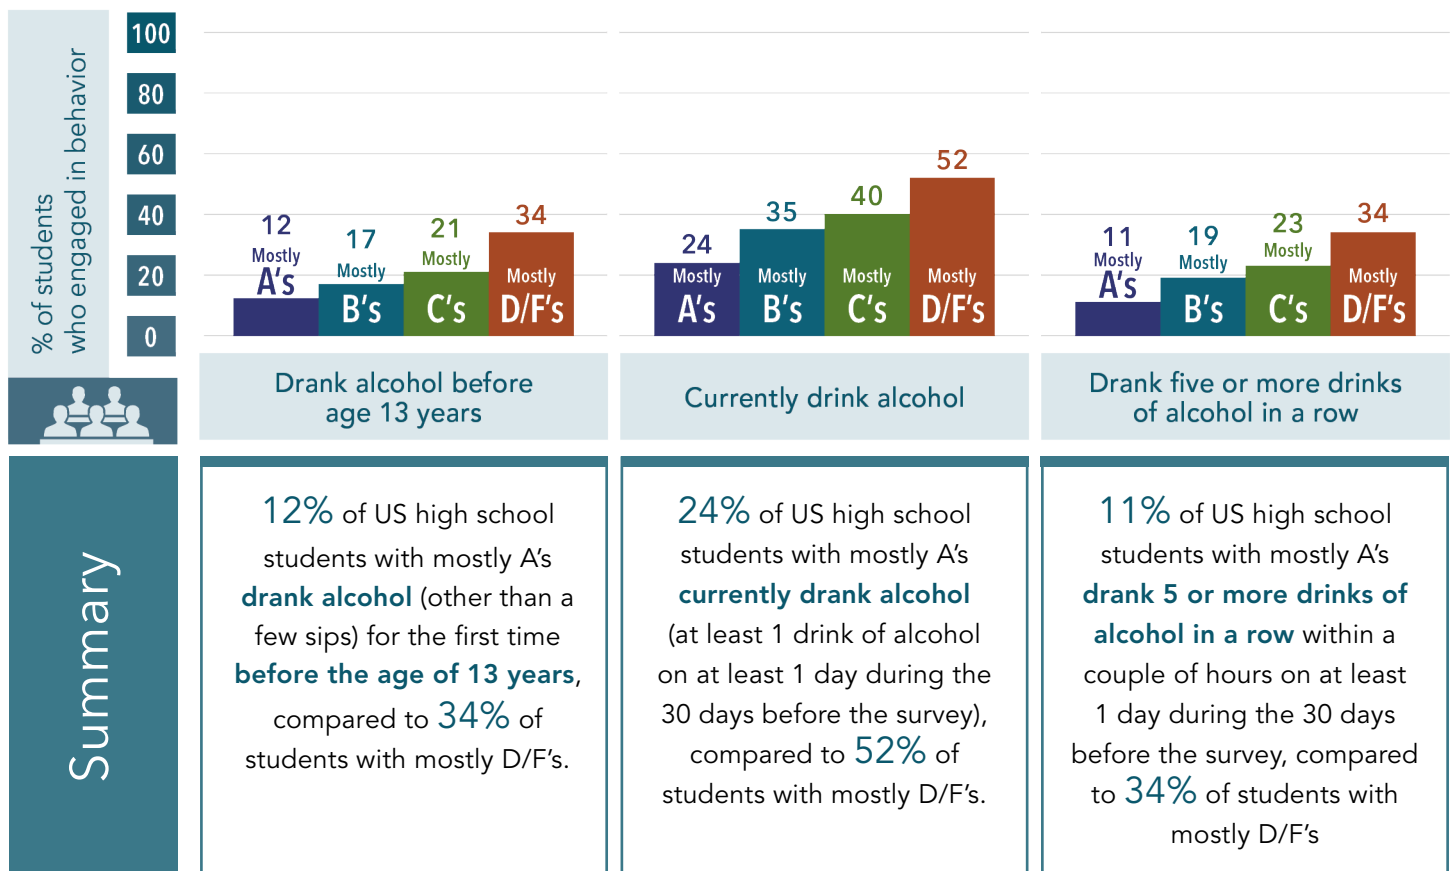 % of students
who engaged in behavior
100
80
60
40
20
0
12
Mostly
A's
17
Mostly
B's
21
Mostly
C's
34
Mostly
D/F's
Drank alcohol before
age 13 years
24
Mostly
A's
35
Mostly
B's
40
Mostly
C's
52
Mostly
D/F's
Currently drink alcohol
11
Mostly
A's
19
Mostly
B's
23
Mostly
C's
34
Mostly
D/F's
Drank five or more drinks
of alcohol in a row
Summary
12% of US high school
students with mostly A's
drank alcohol (other than a
few sips) for the first time
before the age of 13 years,
compared to 34% of
students with mostly D/F's.
24% of US high school
students with mostly A's
currently drank alcohol
(at least 1 drink of alcohol
on at least 1 day during the
30 days before the survey),
compared to 52% of
students with mostly D/F's.
11% of US high school
students with mostly A's
drank 5 or more drinks of
alcohol in a row within a
couple of hours on at least
1 day during the 30 days
before the survey, compared
to 34% of students with
mostly D/F's